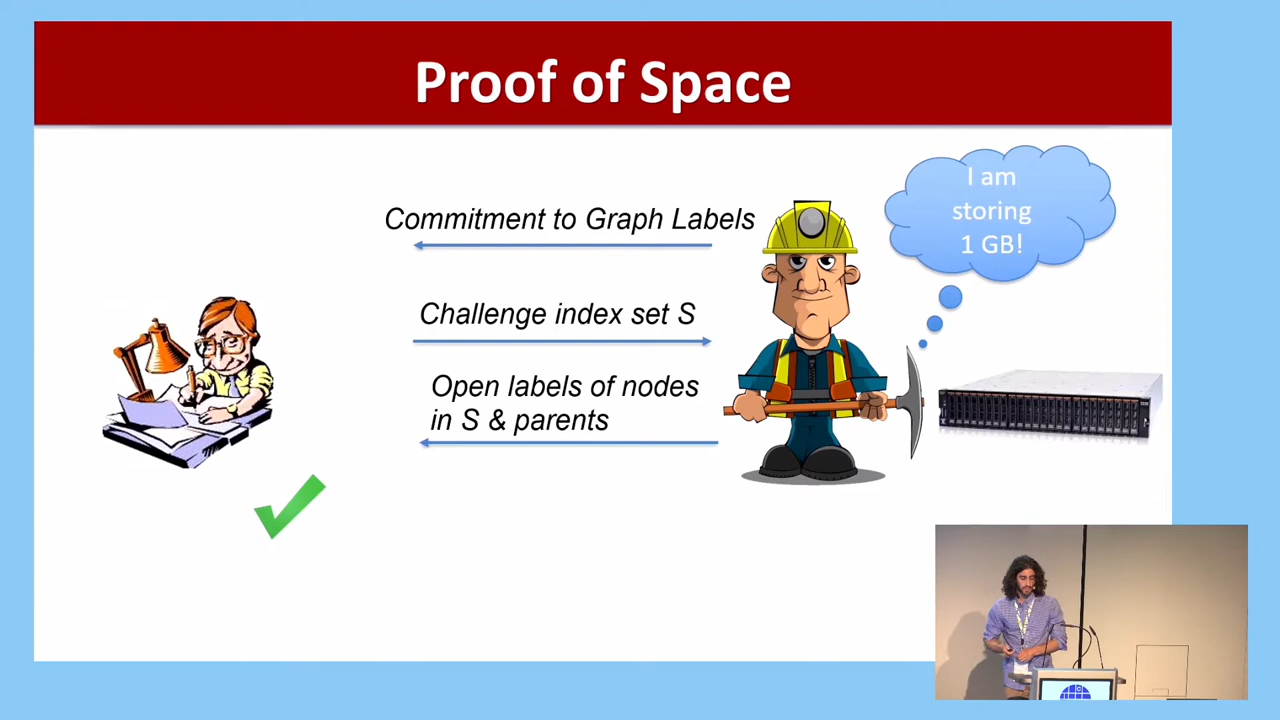 Proof of Space
I am
storing
1 GB!
Commitment to Graph Labels
Challenge index set S
Open labels of nodes
in S & parents